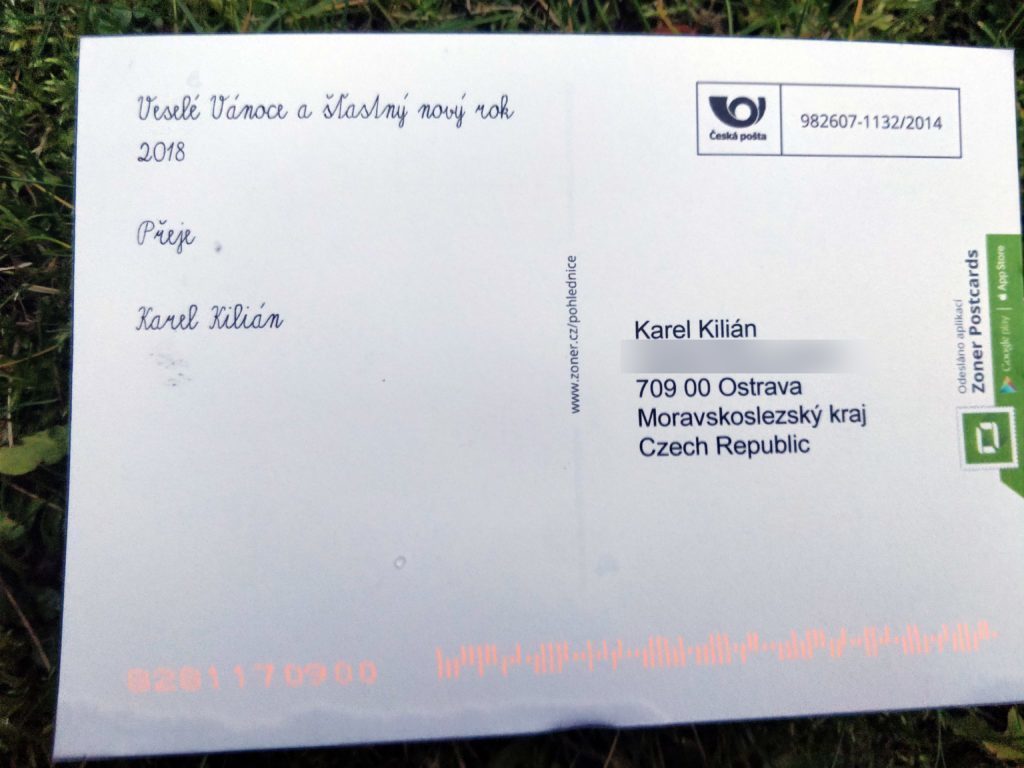 Veselé Vánoce a šťastný nový rok
2018
Přeje
Karel Kilián
Česká pošta
982607-1132/2014
www.zoner.cz/pohlednice
Karel Kilián
709 00 Ostrava
Moravskoslezský kraj
Czech Republic
Odesláno aplikací
Zoner Postcards
Google play | App Store
8281170900